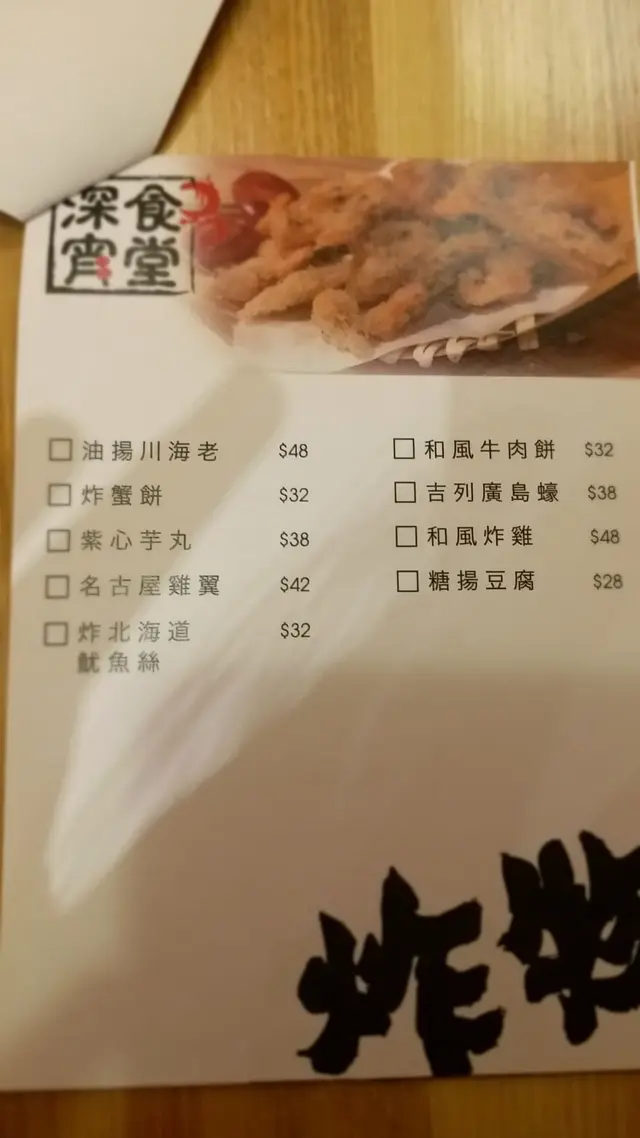 深宵食堂
油揚川海老 $48
炸蟹餅 $32
紫心芋丸 $38
名古屋雞翼 $42
炸北海道 $32
魷魚絲
和風牛肉餅 $32
吉列廣島蠔 $38
和風炸雞 $48
糖揚豆腐 $28
炸